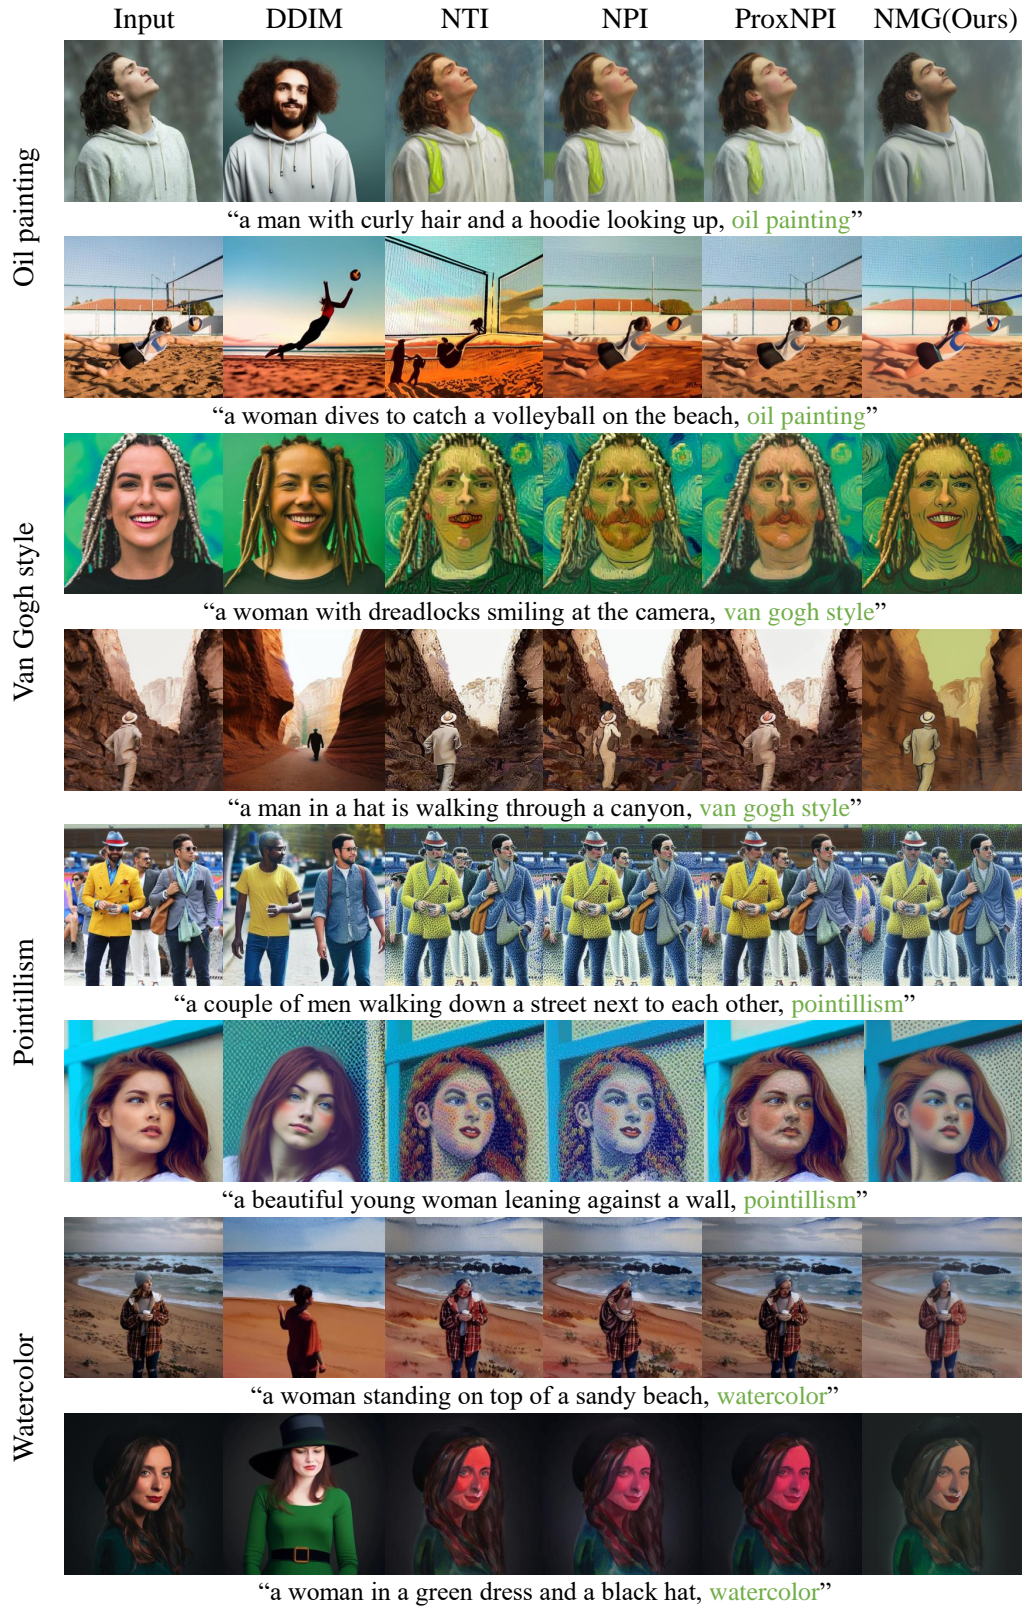 Input DDIM NTI NPI ProxNPI NMG(Ours)
Oil painting
“a man with curly hair and a hoodie looking up, oil painting”
“a woman dives to catch a volleyball on the beach, oil painting”
Van Gogh style
“a woman with dreadlocks smiling at the camera, van gogh style”
“a man in a hat is walking through a canyon, van gogh style”
Pointillism
“a couple of men walking down a street next to each other, pointillism”
“a beautiful young woman leaning against a wall, pointillism”
Watercolor
“a woman standing on top of a sandy beach, watercolor”
“a woman in a green dress and a black hat, watercolor”